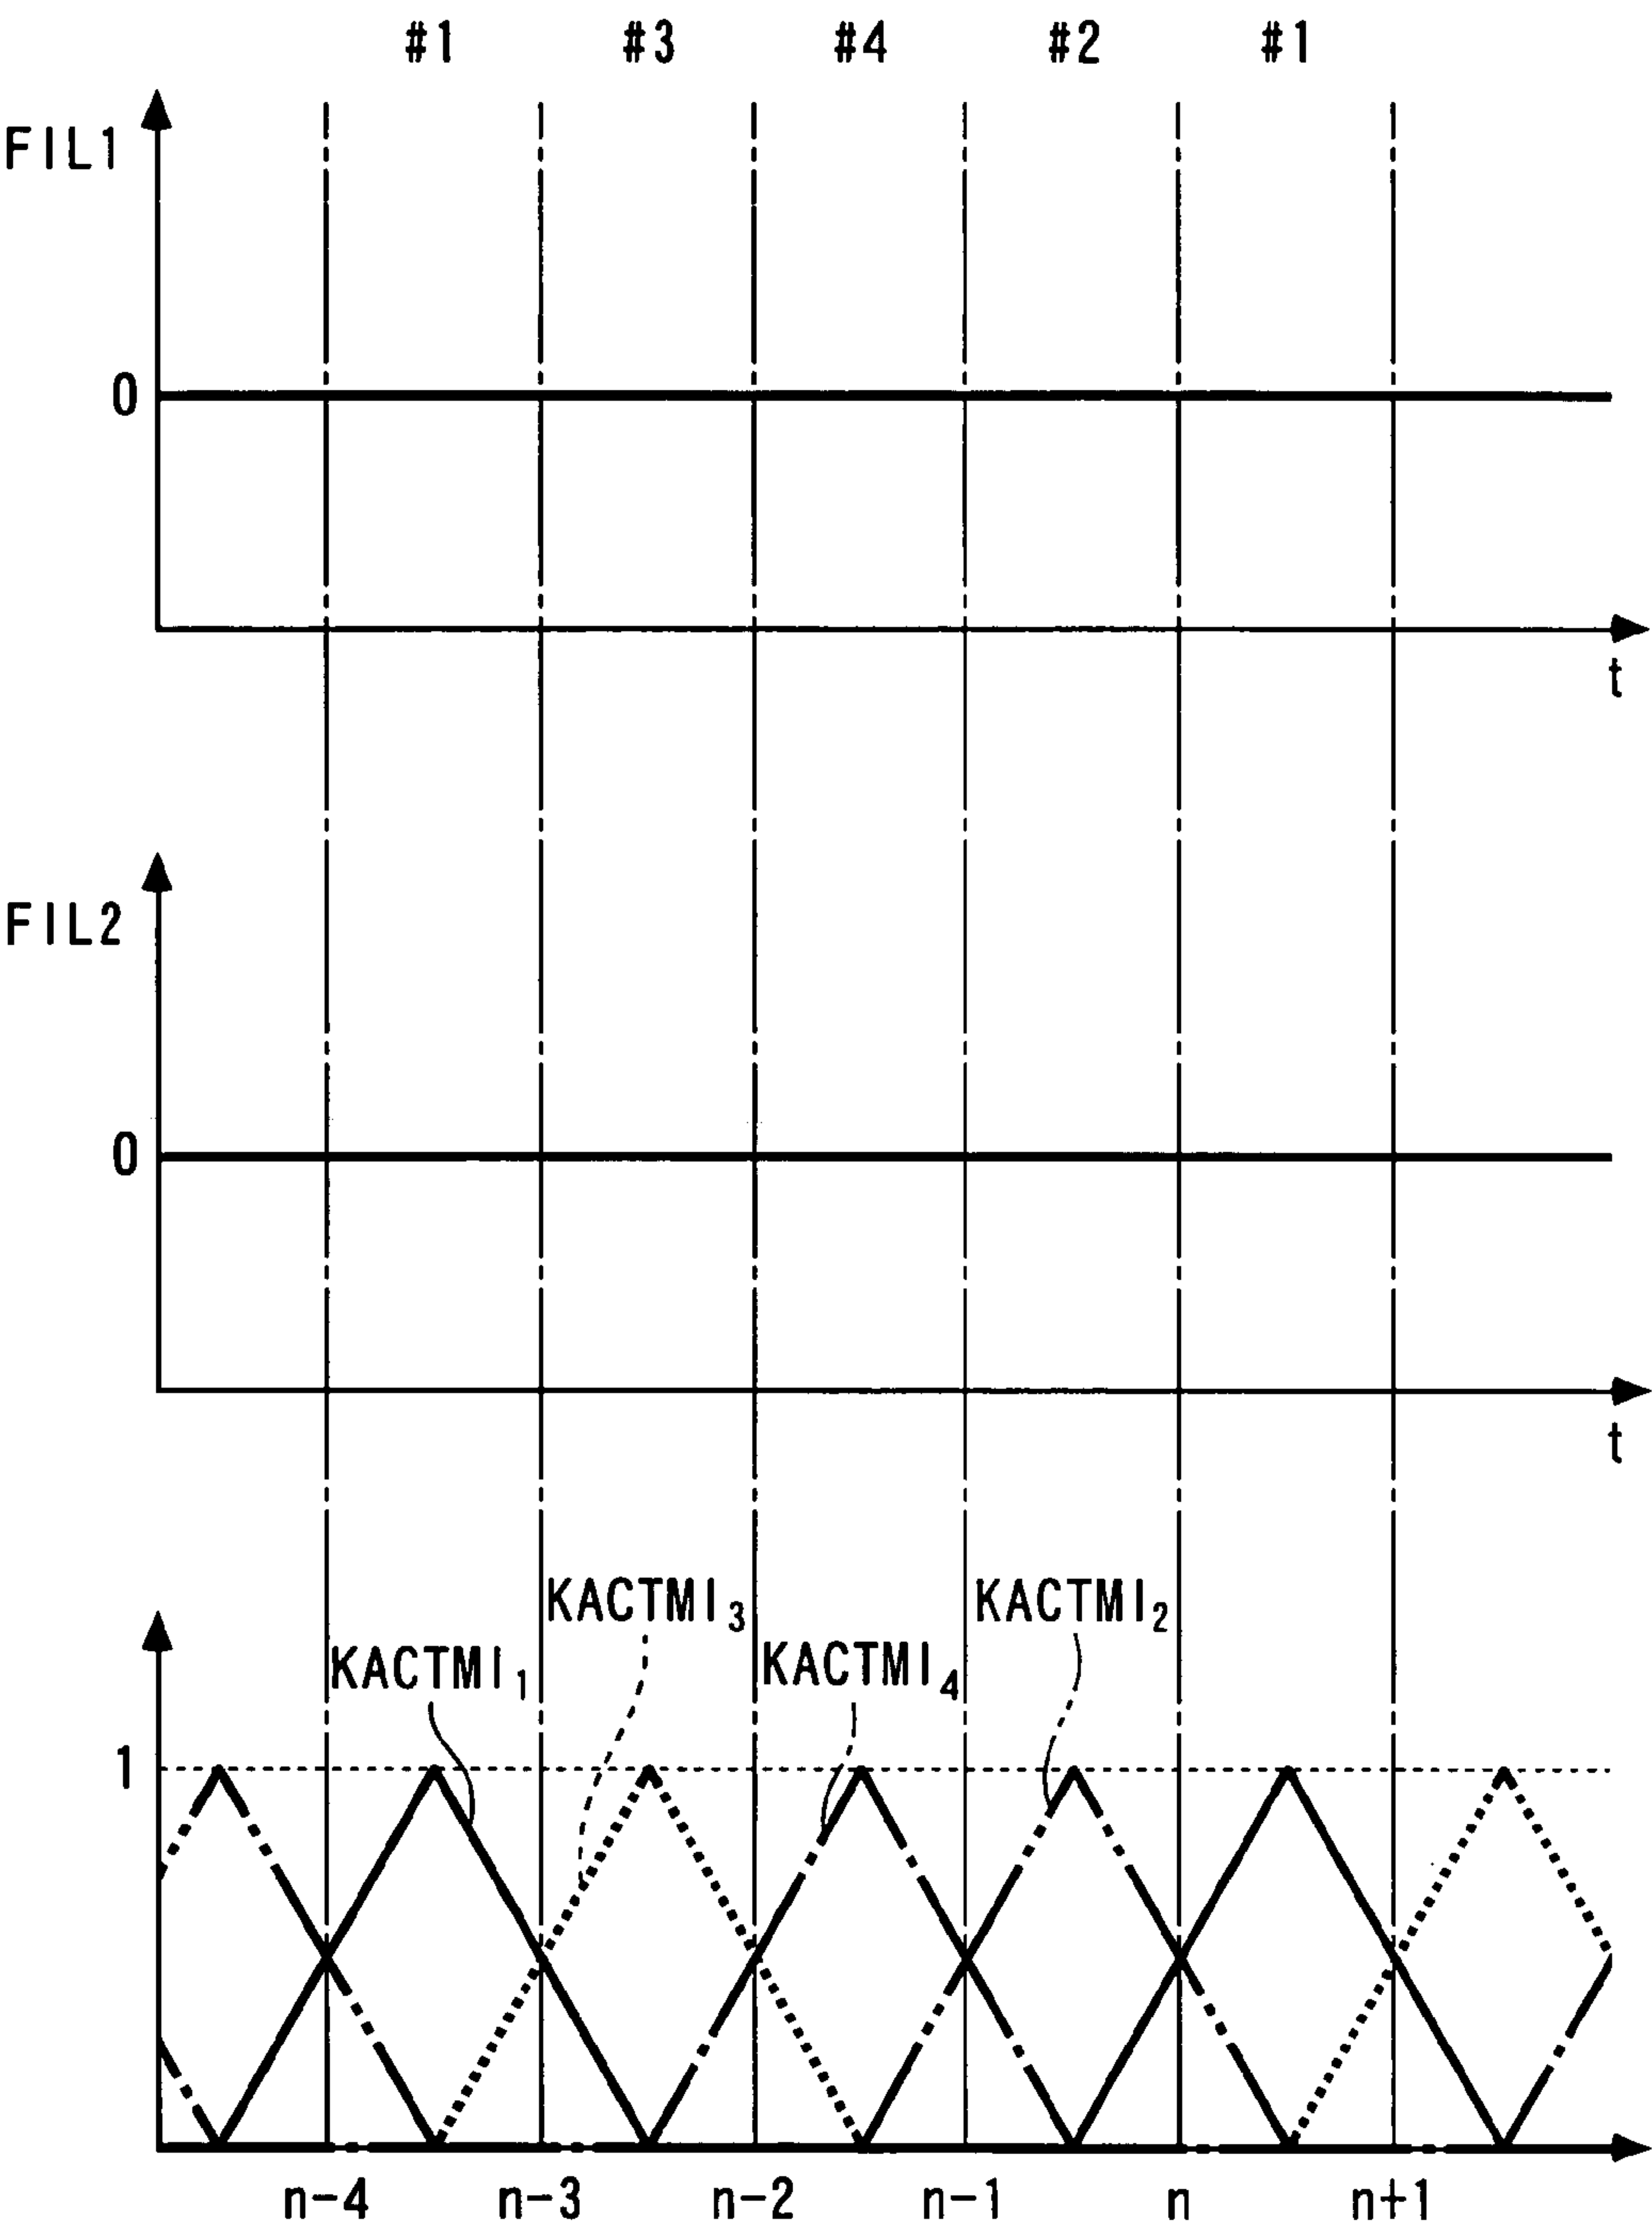 #1 #3 #4 #2 #1
FIL1
0
t
FIL2
0
t
KACTMI3 KACTMI2
KACTMI1 KACTMI4
1
n-4 n-3 n-2 n-1 n n+1